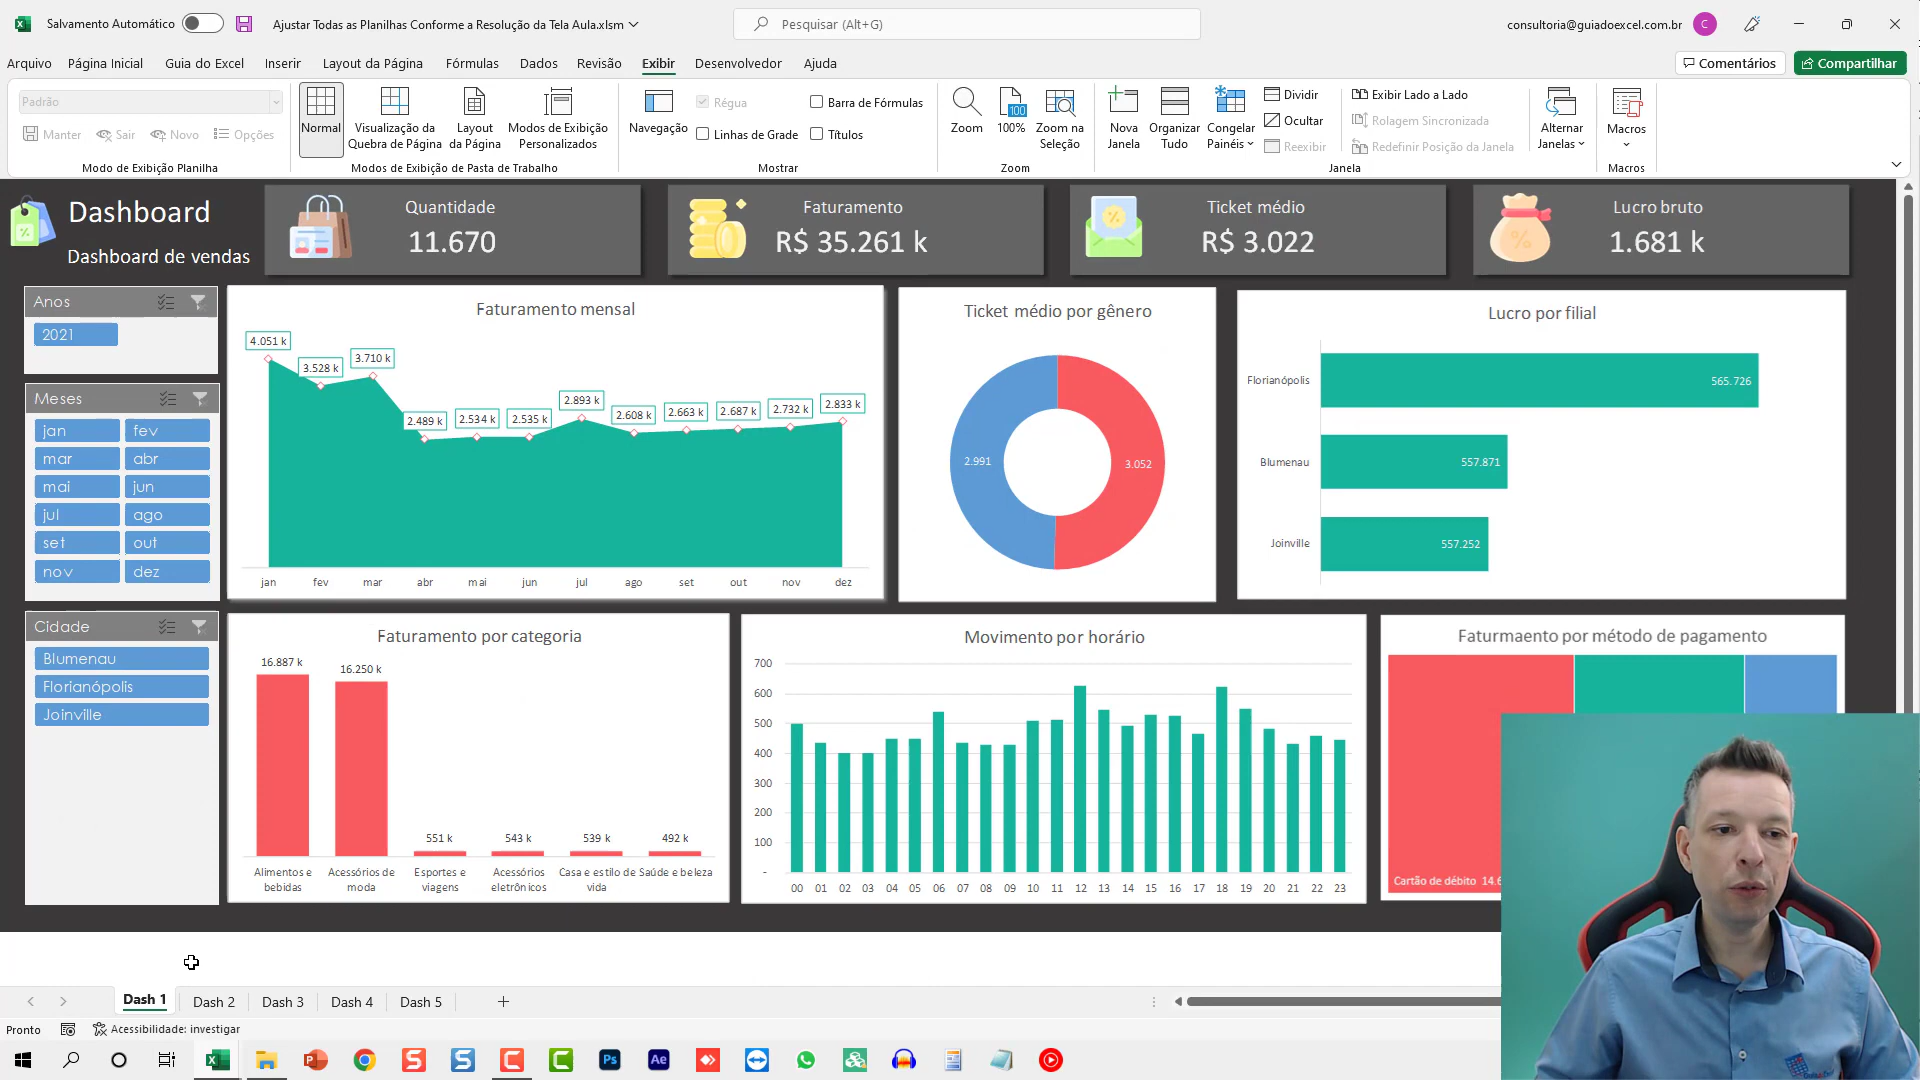 Salvamento Automático
Ajustar Todas as Planilhas Conforme a Resolução da Tela Aula.xlsm
Pesquisar (Alt+G)
consultoria@guiadoexcel.com.br
C
Arquivo Página Inicial Guia do Excel Inserir Layout da Página Fórmulas Dados Revisão Exibir Desenvolvedor Ajuda
Comentários Compartilhar
Padrão
Manter Sair Novo Opções
Modo de Exibição Planilha
Normal
Visualização da Quebra de Página
Layout da Página
Modos de Exibição Personalizados
Modos de Exibição de Pasta de Trabalho
Navegação
Régua
Barra de Fórmulas
Linhas de Grade
Títulos
Mostrar
Zoom
100
100%
Zoom na Seleção
Zoom
Nova Janela
Organizar Tudo
Congelar Painéis
Dividir
Ocultar
Reexibir
Exibir Lado a Lado
Rolagem Sincronizada
Redefinir Posição da Janela
Janela
Alternar Janelas
Macros
Macros
Dashboard
Dashboard de vendas
Quantidade
11.670
Faturamento
R$ 35.261 k
Ticket médio
R$ 3.022
Lucro bruto
1.681 k
Anos
2021
Meses
jan fev
mar abr
mai jun
jul ago
set out
nov dez
Cidade
Blumenau
Florianópolis
Joinville
Faturamento mensal
4.051 k 3.528 k 3.710 k 2.489 k 2.534 k 2.535 k 2.893 k 2.608 k 2.663 k 2.687 k 2.732 k 2.833 k
jan fev mar abr mai jun jul ago set out nov dez
Ticket médio por gênero
2.991 3.052
Lucro por filial
Florianópolis 565.726
Blumenau 557.871
Joinville 557.252
Faturamento por categoria
16.887 k 16.250 k 551 k 543 k 539 k 492 k
Alimentos e bebidas
Acessórios de moda
Esportes e viagens
Acessórios eletrônicos
Casa e estilo de vida
Saúde e beleza
Movimento por horário
700
600
500
400
300
200
100
-
00 01 02 03 04 05 06 07 08 09 10 11 12 13 14 15 16 17 18 19 20 21 22 23
Faturmaento por método de pagamento
Cartão de débito 14.6
Dash 1 Dash 2 Dash 3 Dash 4 Dash 5
Pronto
Acessibilidade: investigar
Ps
Ae